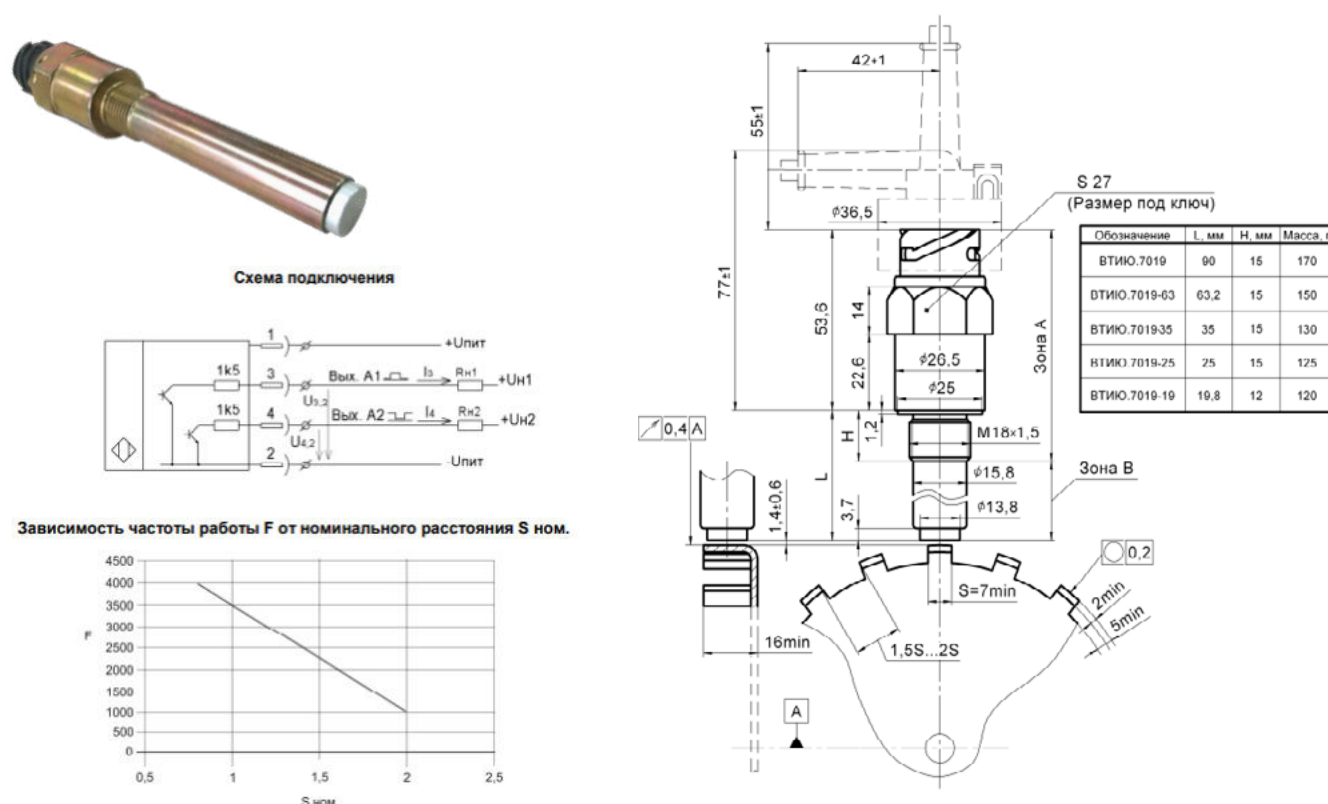 Схема подключения
1
+Uпит
1k5
3
Вых. А1
I3
Rн1
+Uн1
U3,2
1k5
4
Вых. А2
I4
Rн2
+Uн2
U4,2
2
-Uпит
Зависимость частоты работы F от номинального расстояния S ном.
4500
4000
3500
3000
2500
2000
1500
1000
500
0
F
0,5
1
1,5
2
2,5
S ном
42±1
55±1
77±1
S 27
(Размер под ключ)
ϕ36,5
53,6
14
22,6
ϕ26,5
ϕ25
Зона А
1,2
H
M18×1,5
L
0,4 A
ϕ15,8
Зона В
ϕ13,8
3,7
1,4±0,6
0,2
S=7min
2min
5min
16min
1,5S...2S
A
Обозначение L, мм H, мм Масса, г
ВТИЮ.7019 90 15 170
ВТИЮ.7019-63 63,2 15 150
ВТИЮ.7019-35 35 15 130
ВТИЮ.7019-25 25 15 125
ВТИЮ.7019-19 19,8 12 120